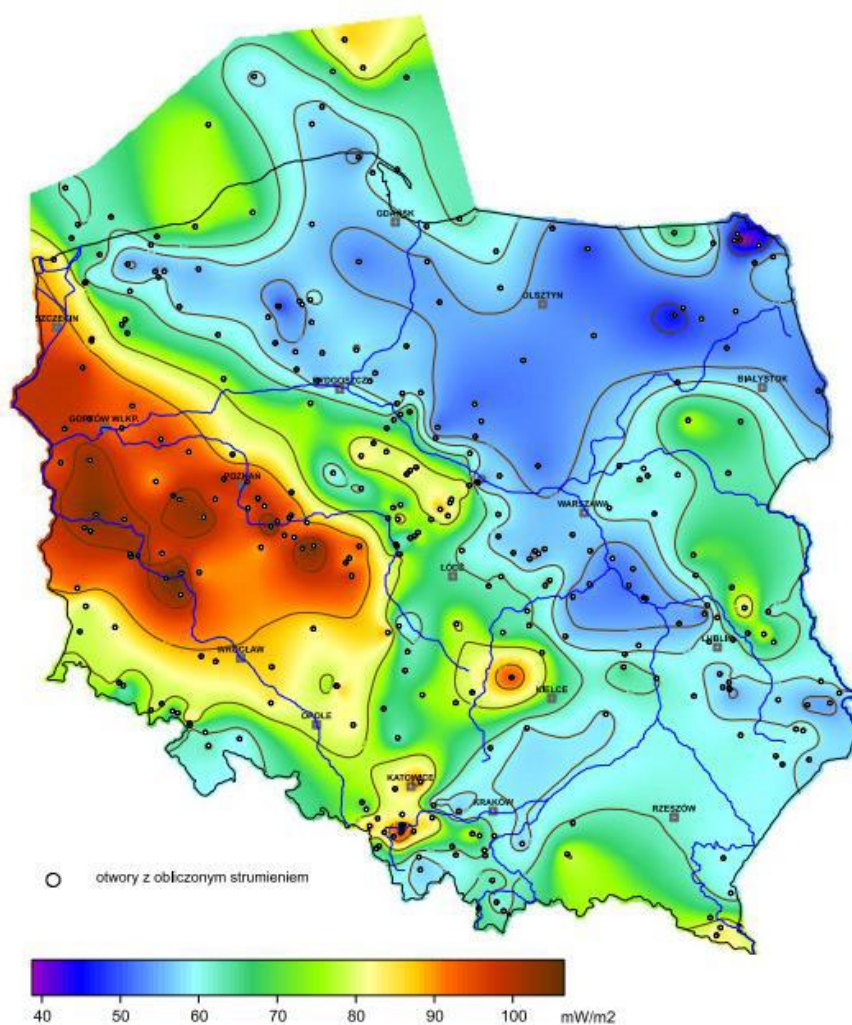 GDAŃSK
OLSZTYN
SZCZECIN
BYDGOSZCZ
BIAŁYSTOK
GORZÓW WLKP.
POZNAŃ
WARSZAWA
ŁÓDŹ
LUBLIN
WROCŁAW
KIELCE
OPOLE
KATOWICE
KRAKÓW
RZESZÓW
otwory z obliczonym strumieniem
40 50 60 70 80 90 100 mW/m2